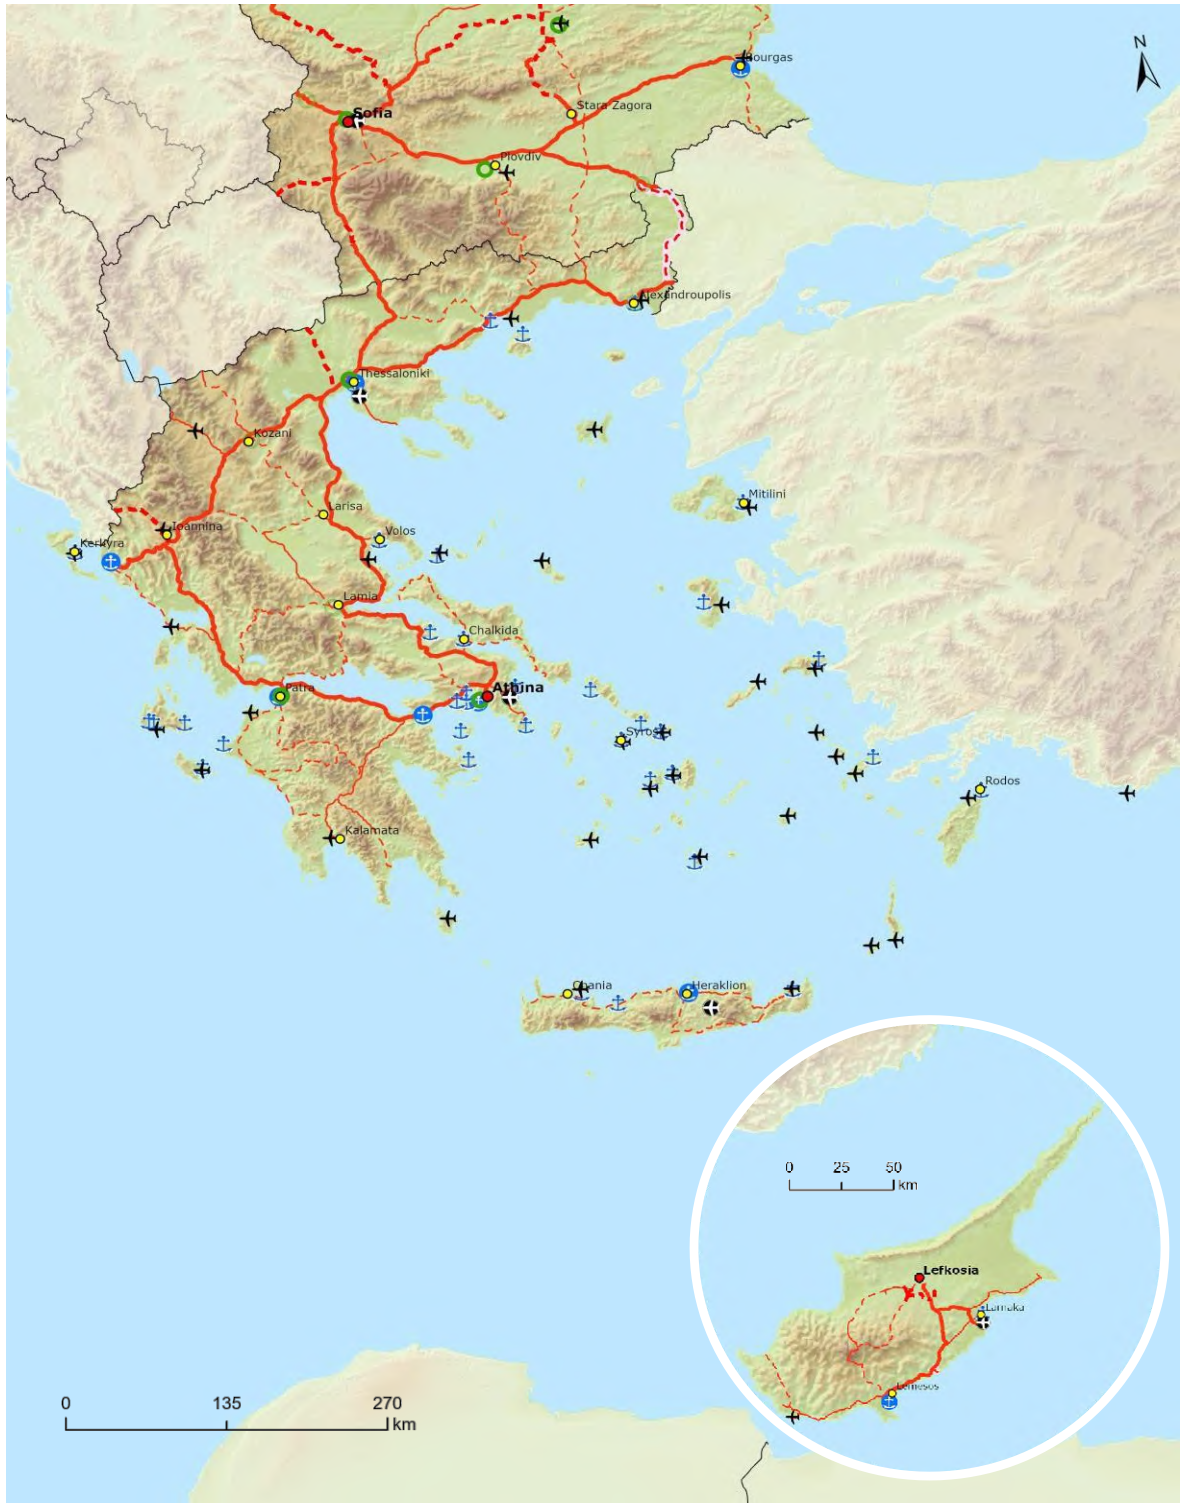 N
Bourgas
Stara Zagora
Sofia
Plovdiv
Alexandroupolis
Thessaloniki
Kozani
Mitilini
Larisa
Ioannina
Volos
Kerkyra
Lamia
Chalkida
Patra
Athina
Syros
Rodos
Kalamata
Chania
Heraklion
0 25 50
km
Lefkosia
Larnaka
Lemesos
0 135 270
km